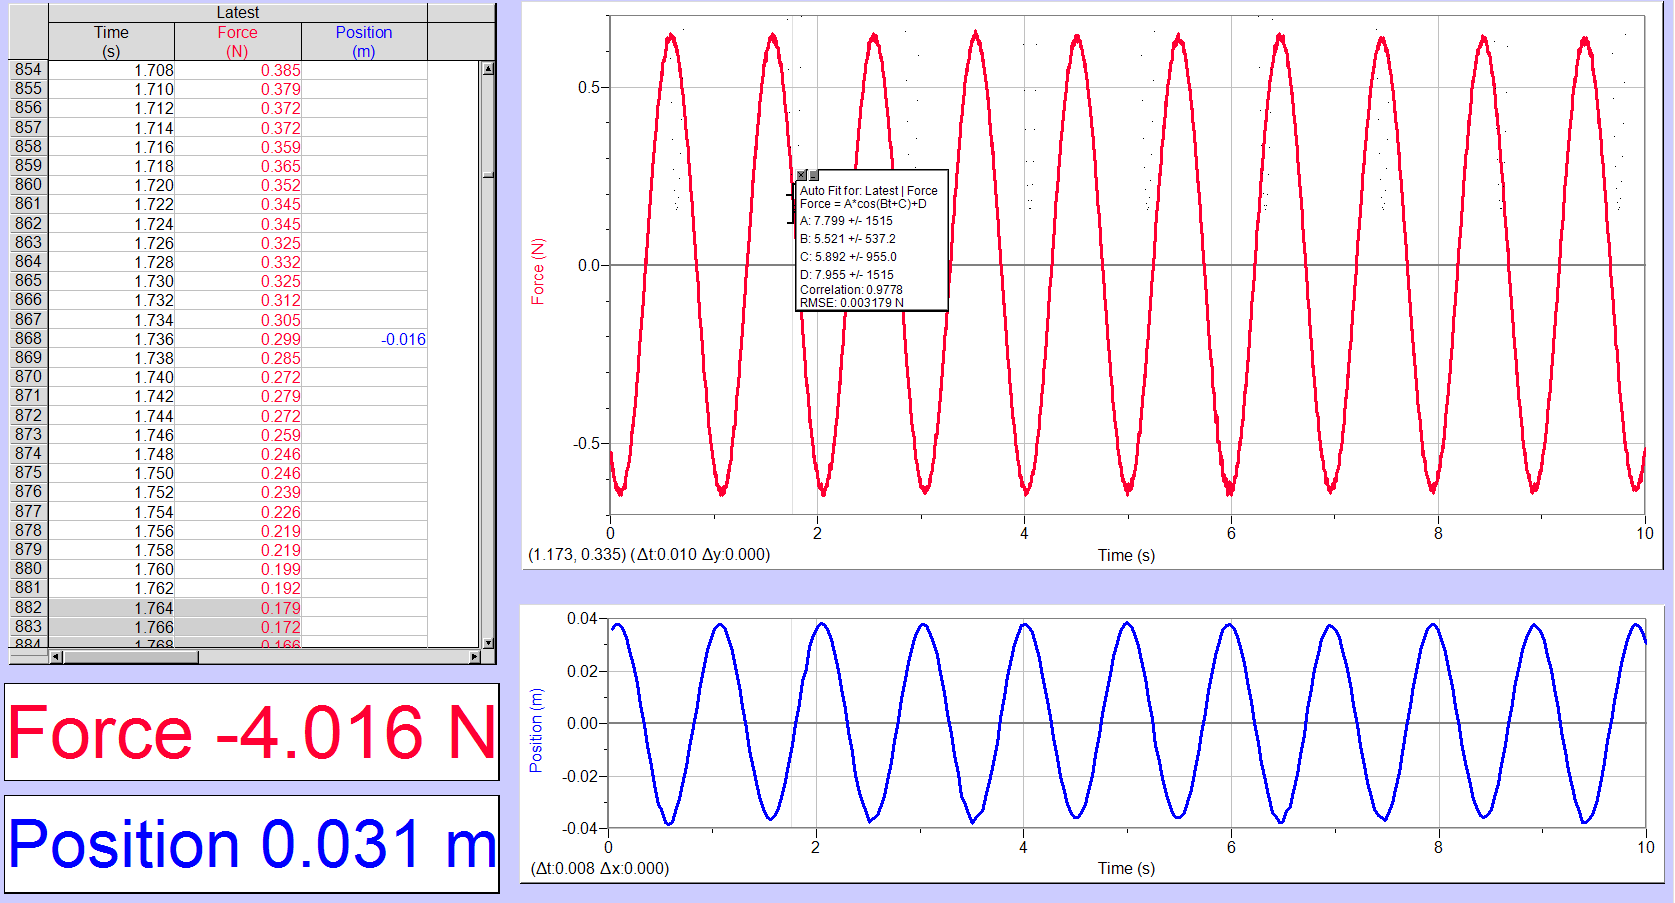 Latest
Time Force Position
(s) (N) (m)
854 1.708 0.385
855 1.710 0.379
856 1.712 0.372
857 1.714 0.372
858 1.716 0.359
859 1.718 0.365
860 1.720 0.352
861 1.722 0.345
862 1.724 0.345
863 1.726 0.325
864 1.728 0.332
865 1.730 0.325
866 1.732 0.312
867 1.734 0.305
868 1.736 0.299 -0.016
869 1.738 0.285
870 1.740 0.272
871 1.742 0.279
872 1.744 0.272
873 1.746 0.259
874 1.748 0.246
875 1.750 0.246
876 1.752 0.239
877 1.754 0.226
878 1.756 0.219
879 1.758 0.219
880 1.760 0.199
881 1.762 0.192
882 1.764 0.179
883 1.766 0.172
884 1.768 0.166
Force -4.016 N
Position 0.031 m
0.5
0.0
-0.5
Force (N)
Auto Fit for: Latest | Force
Force = A*cos(Bt+C)+D
A: 7.799 +/- 1515
B: 5.521 +/- 537.2
C: 5.892 +/- 955.0
D: 7.955 +/- 1515
Correlation: 0.9778
RMSE: 0.003179 N
0 2 4 6 8 10
(1.173, 0.335) (Δt:0.010 Δy:0.000)
Time (s)
0.04
0.02
0.00
-0.02
-0.04
Position (m)
0 2 4 6 8 10
(Δt:0.008 Δx:0.000)
Time (s)